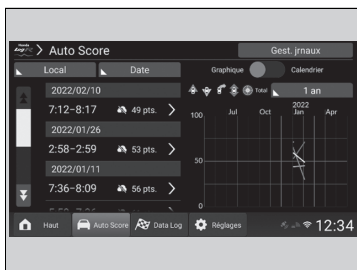 Honda
LogR
Auto Score
Gest. jrnaux
Local
Date
Graphique
Calendrier
Total
1 an
2022/02/10
7:12-8:17 49 pts.
2022/01/26
2:58-2:59 53 pts.
2022/01/11
7:36-8:09 56 pts.
100
50
0
Jul
Oct
2022
Jan
Apr
Haut
Auto Score
Data Log
Réglages
12:34